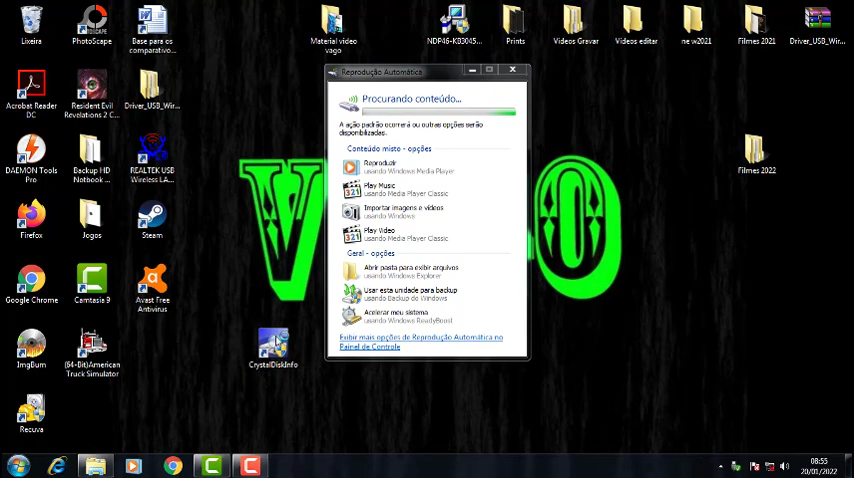 Lixeira
PhotoScape
Base para os
comparativo...
Material video
vago
NDP46-KB3045...
Prints
Videos Gravar
Videos editar
ne w2021
Filmes 2021
Driver_USB_Wir...
Acrobat Reader
DC
Resident Evil
Revelations 2 C...
Driver_USB_Wir...
DAEMON Tools
Pro
Backup HD
Notbook ...
REALTEK USB
Wireless LA...
Filmes 2022
Firefox
Jogos
Steam
Google Chrome
Camtasia 9
Avast Free
Antivirus
ImgBurn
(64-Bit)American
Truck Simulator
CrystalDiskInfo
Recuva
Reprodução Automática
Procurando conteúdo...
A ação padrão ocorrerá ou outras opções serão
disponibilizadas.
Conteúdo misto - opções
Reproduzir
usando Windows Media Player
Play Music
usando Media Player Classic
Importar imagens e vídeos
usando Windows
Play Video
usando Media Player Classic
Geral - opções
Abrir pasta para exibir arquivos
usando Windows Explorer
Usar esta unidade para backup
usando Backup do Windows
Acelerar meu sistema
usando Windows ReadyBoost
Exibir mais opções de Reprodução Automática no
Painel de Controle
08:55
20/01/2022